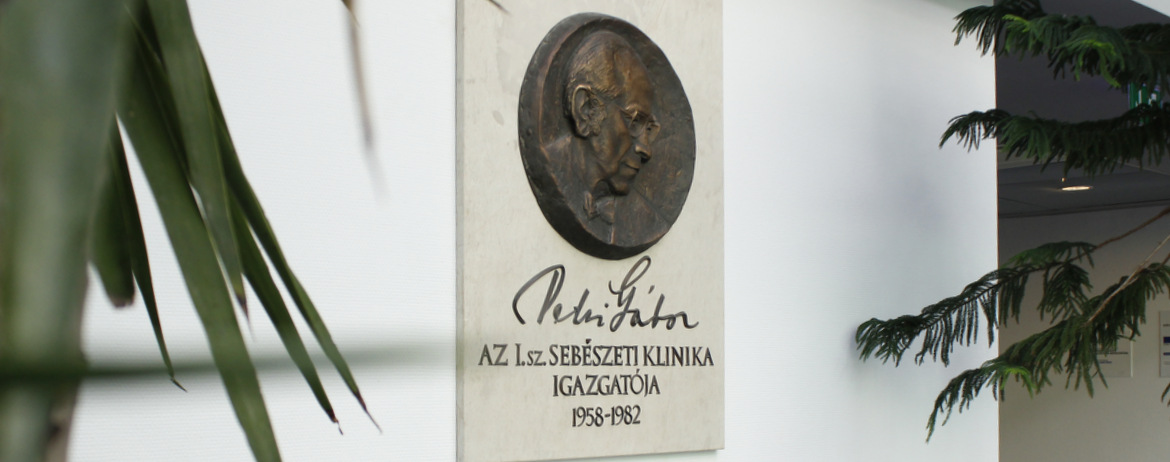 Petri Gábor
AZ I.SZ. SEBÉSZETI KLINIKA
IGAZGATÓJA
1958-1982